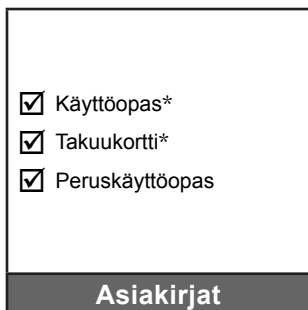 ☑ Käyttöopas*
☑ Takuukortti*
☑ Peruskäyttöopas
Asiakirjat